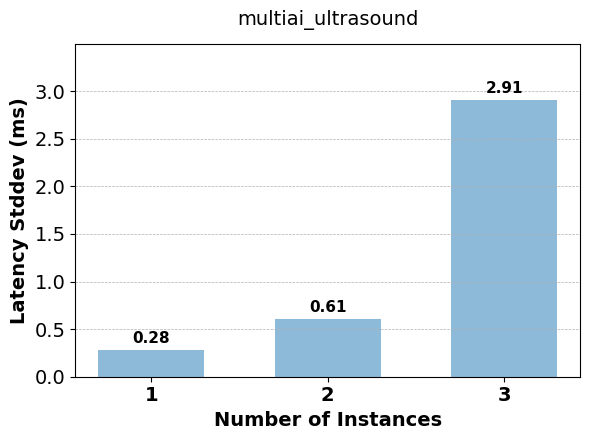 multiai_ultrasound
Latency Stddev (ms)
3.0
2.5
2.0
1.5
1.0
0.5
0.0
0.28
0.61
2.91
1 2 3
Number of Instances